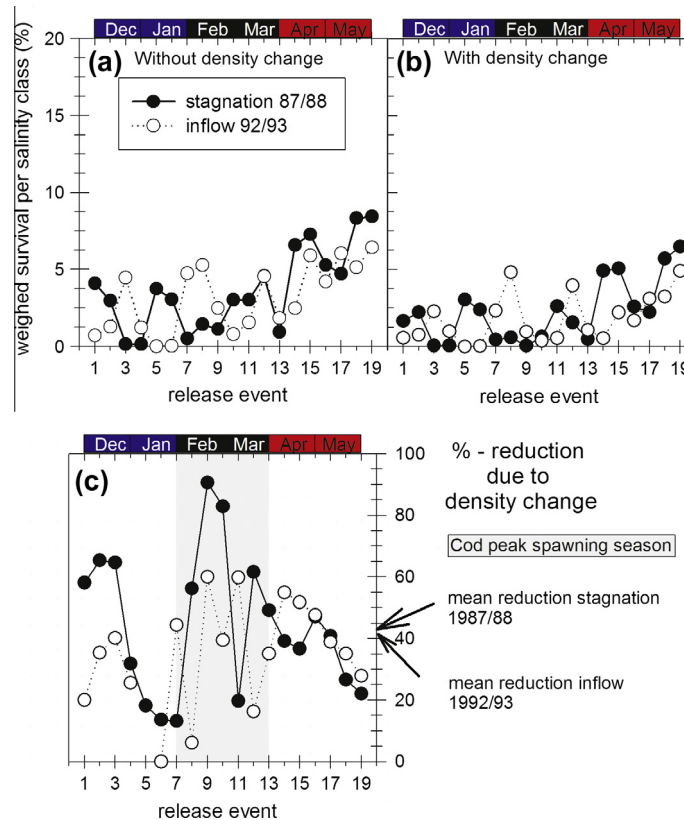 Dec Jan Feb Mar Apr May
Dec Jan Feb Mar Apr May
(a) Without density change
(b) With density change
stagnation 87/88
inflow 92/93
weighed survival per salinity class (%)
20
15
10
5
0
1 3 5 7 9 11 13 15 17 19
1 3 5 7 9 11 13 15 17 19
release event
release event
Dec Jan Feb Mar Apr May
(c)
100
80
60
40
20
0
1 3 5 7 9 11 13 15 17 19
release event
% - reduction
due to
density change
Cod peak spawning season
mean reduction stagnation
1987/88
mean reduction inflow
1992/93